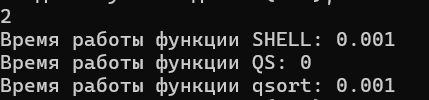 2
Время работы функции SHELL: 0.001
Время работы функции QS: 0
Время работы функции qsort: 0.001